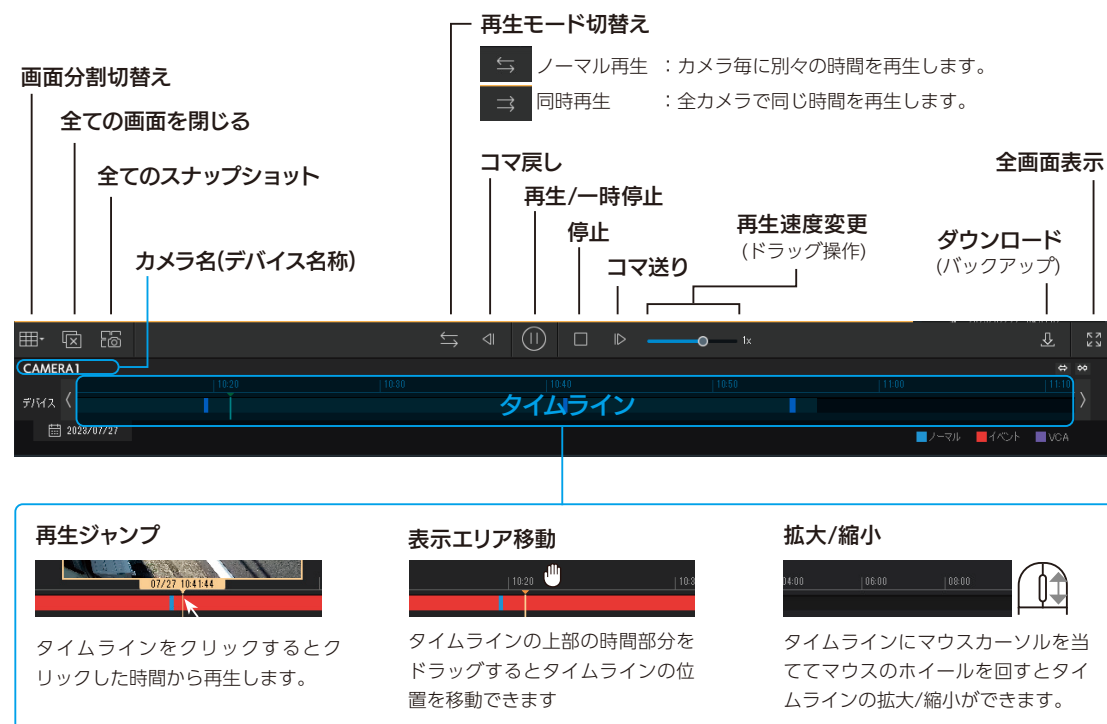 再生モード切替え
ノーマル再生 ：カメラ毎に別々の時間を再生します。
同時再生 ：全カメラで同じ時間を再生します。
画面分割切替え
全ての画面を閉じる
全てのスナップショット
カメラ名(デバイス名称)
コマ戻し
再生/一時停止
停止
コマ送り
再生速度変更
(ドラッグ操作)
ダウンロード
(バックアップ)
全画面表示
1x
CAMERA1
10:20 10:30 10:40 10:50 11:00 11:10
デバイス
タイムライン
2023/07/27
ノーマル イベント VCA
再生ジャンプ
07/27 10:41:44
タイムラインをクリックするとク
リックした時間から再生します。
表示エリア移動
10:20 10:3
タイムラインの上部の時間部分を
ドラッグするとタイムラインの位
置を移動できます
拡大/縮小
04:00 06:00 08:00
タイムラインにマウスカーソルを当
ててマウスのホイールを回すとタイ
ムラインの拡大/縮小ができます。